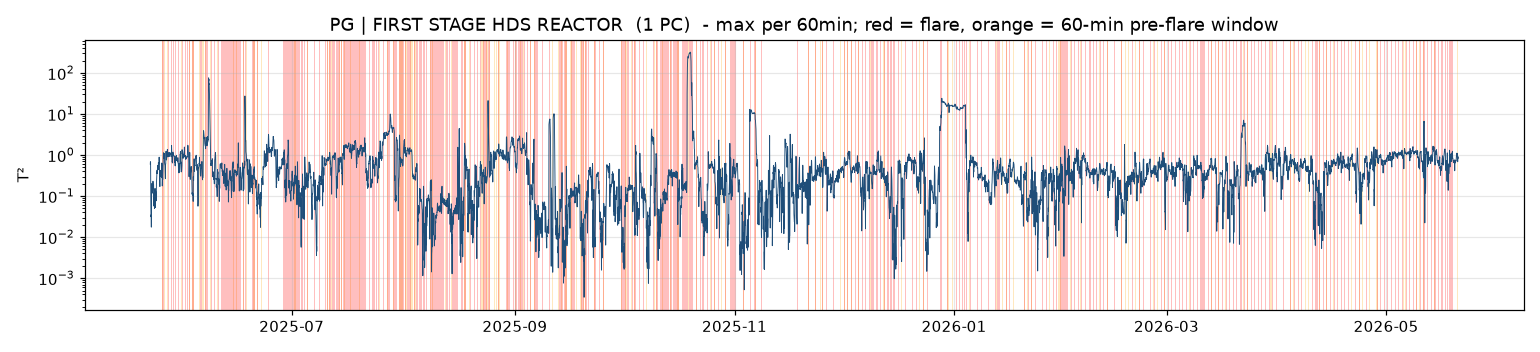 PG | FIRST STAGE HDS REACTOR  (1 PC)  - max per 60min; red = flare, orange = 60-min pre-flare window
T²
10²
10¹
10⁰
10⁻¹
10⁻²
10⁻³
2025-07 2025-09 2025-11 2026-01 2026-03 2026-05